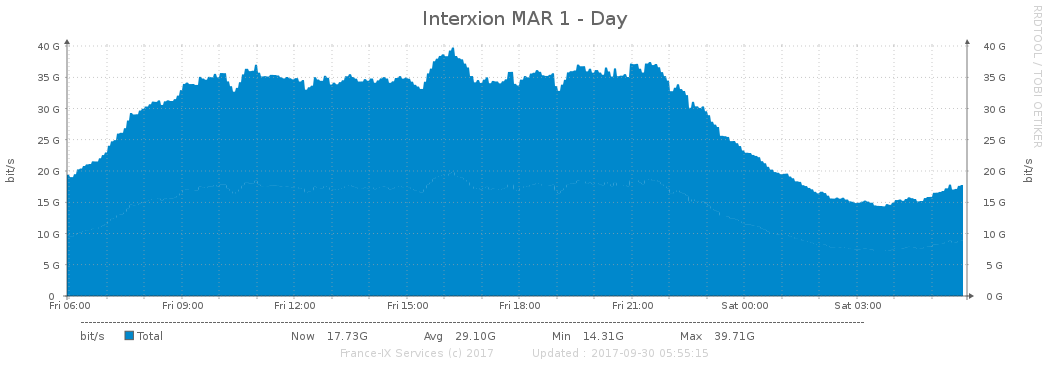 Interxion MAR 1 - Day
RRDTOOL / TOBI OETIKER
bit/s
bit/s
40 G 40 G
35 G 35 G
30 G 30 G
25 G 25 G
20 G 20 G
15 G 15 G
10 G 10 G
5 G 5 G
0 0 G
Fri 06:00 Fri 09:00 Fri 12:00 Fri 15:00 Fri 18:00 Fri 21:00 Sat 00:00 Sat 03:00
bit/s Total Now 17.73G Avg 29.10G Min 14.31G Max 39.71G
France-IX Services (c) 2017 Updated : 2017-09-30 05:55:15